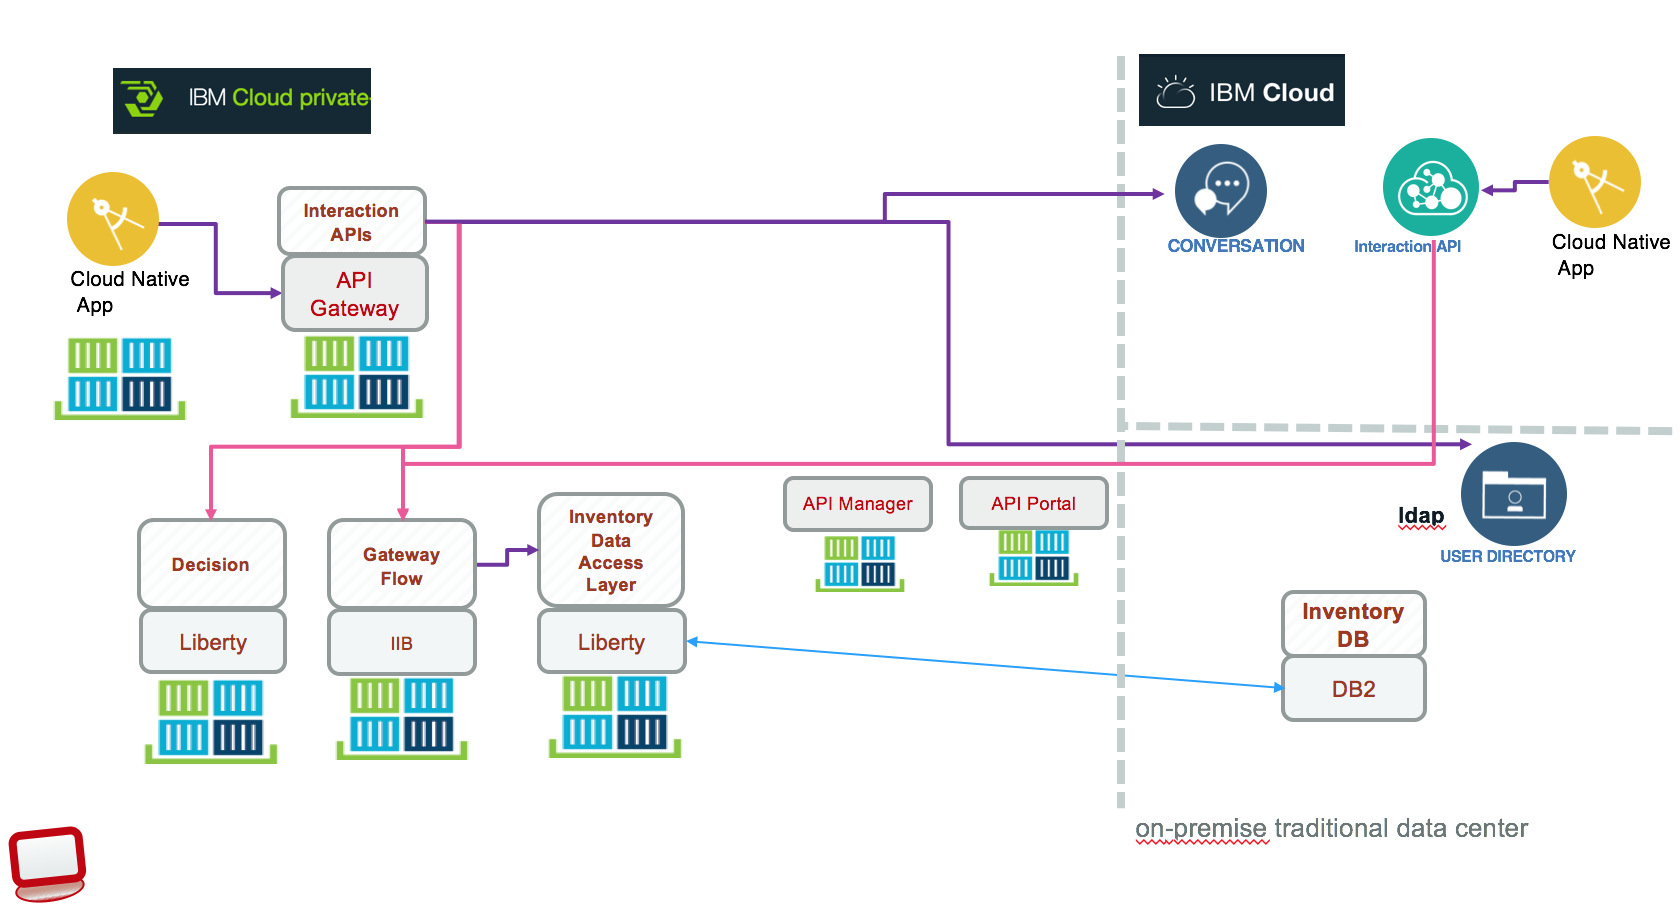 IBM Cloud private
IBM Cloud
Cloud Native
App
Interaction
APIs
API
Gateway
CONVERSATION
Interaction API
Cloud Native
App
Decision
Liberty
Gateway
Flow
IIB
Inventory
Data
Access
Layer
Liberty
API Manager
API Portal
ldap
USER DIRECTORY
Inventory
DB
DB2
on-premise traditional data center